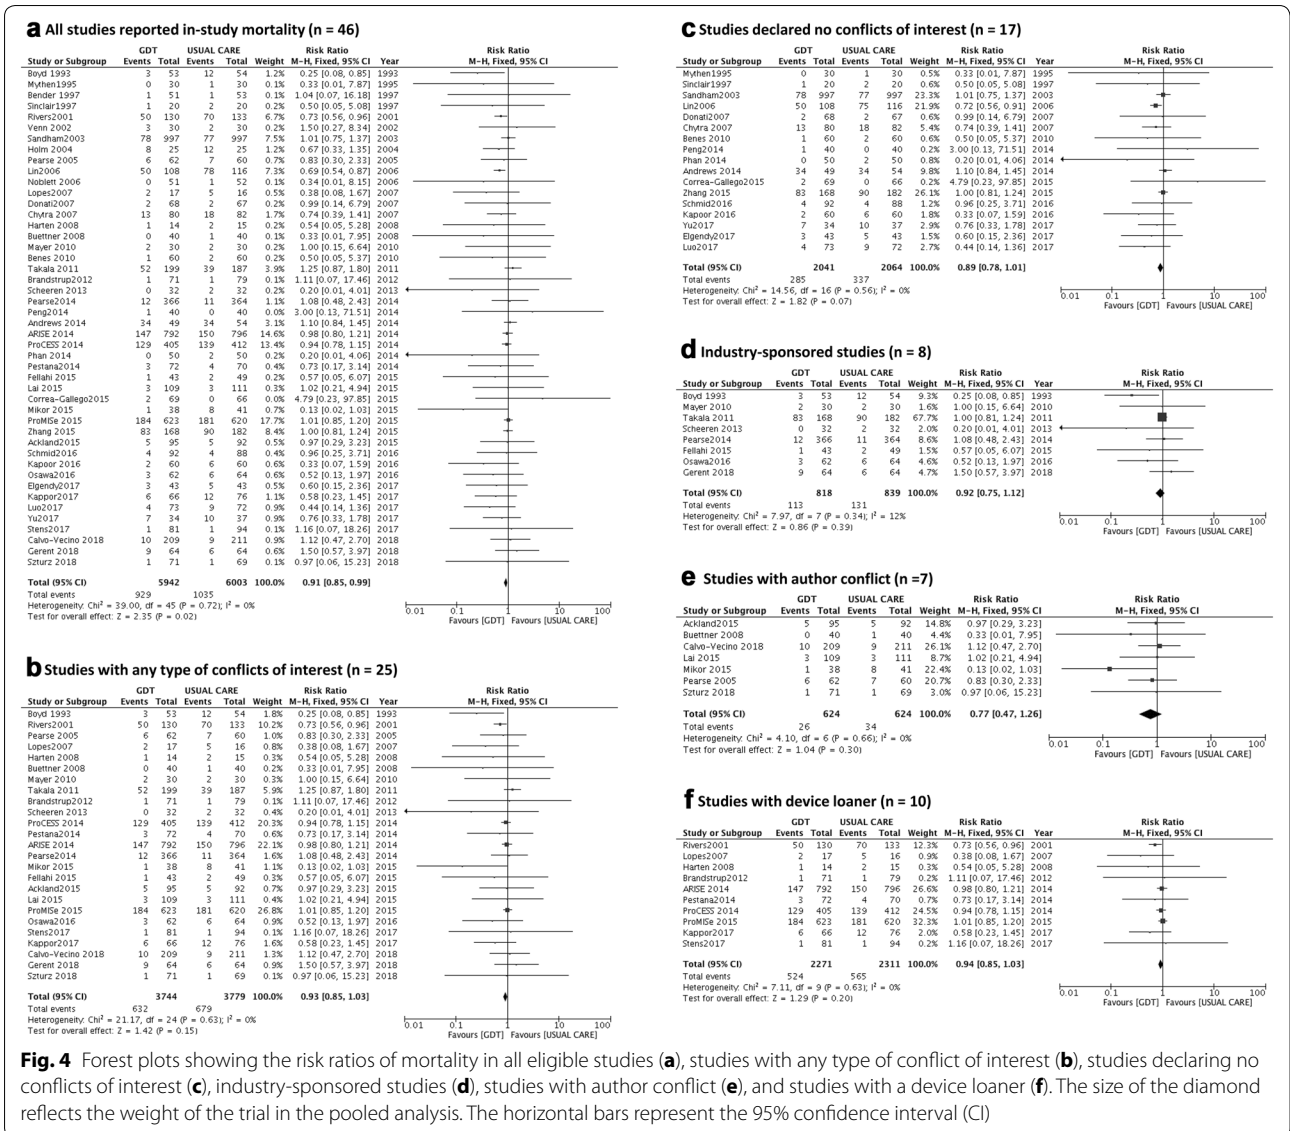 a All studies reported in-study mortality (n = 46)
GDT USUAL CARE Risk Ratio Risk Ratio
Study or Subgroup Events Total Events Total Weight M-H, Fixed, 95% CI Year M-H, Fixed, 95% CI
Boyd 1993 3 53 12 54 1.2% 0.25 [0.08, 0.85] 1993
Mythen1995 0 30 1 30 0.1% 0.33 [0.01, 7.87] 1995
Bender 1997 1 51 1 53 0.1% 1.04 [0.07, 16.18] 1997
Sinclair1997 1 20 2 20 0.2% 0.50 [0.05, 5.08] 1997
Rivers2001 50 130 70 133 6.7% 0.73 [0.56, 0.96] 2001
Venn 2002 3 30 2 30 0.2% 1.50 [0.27, 8.34] 2002
Sandham2003 78 997 77 997 7.5% 1.01 [0.75, 1.37] 2003
Holm 2004 8 25 12 25 1.2% 0.67 [0.33, 1.35] 2004
Pearse 2005 6 62 7 60 0.7% 0.83 [0.30, 2.33] 2005
Lin2006 50 108 78 116 7.3% 0.69 [0.54, 0.87] 2006
Noblett 2006 0 51 1 52 0.1% 0.34 [0.01, 8.15] 2006
Lopes2007 2 17 5 16 0.5% 0.38 [0.08, 1.67] 2007
Donati2007 2 68 2 67 0.2% 0.99 [0.14, 6.79] 2007
Chytra 2007 13 80 18 82 1.7% 0.74 [0.39, 1.41] 2007
Harten 2008 1 14 2 15 0.2% 0.54 [0.05, 5.28] 2008
Buettner 2008 0 40 1 40 0.1% 0.33 [0.01, 7.95] 2008
Mayer 2010 2 30 2 30 0.2% 1.00 [0.15, 6.64] 2010
Benes 2010 1 60 2 60 0.2% 0.50 [0.05, 5.37] 2010
Takala 2011 52 199 39 187 3.9% 1.25 [0.87, 1.80] 2011
Brandstrup2012 1 71 1 79 0.1% 1.11 [0.07, 17.46] 2012
Scheeren 2013 0 32 2 32 0.2% 0.20 [0.01, 4.01] 2013
Pearse2014 12 366 11 364 1.1% 1.08 [0.48, 2.43] 2014
Peng2014 1 40 0 40 0.0% 3.00 [0.13, 71.51] 2014
Andrews 2014 34 49 34 54 3.1% 1.10 [0.84, 1.45] 2014
ARISE 2014 147 792 150 796 14.6% 0.98 [0.80, 1.21] 2014
ProCESS 2014 129 405 139 412 13.4% 0.94 [0.78, 1.15] 2014
Phan 2014 0 50 2 50 0.2% 0.20 [0.01, 4.06] 2014
Pestana2014 3 72 4 70 0.4% 0.73 [0.17, 3.14] 2014
Fellahi 2015 1 43 2 49 0.2% 0.57 [0.05, 6.07] 2015
Lai 2015 3 109 3 111 0.3% 1.02 [0.21, 4.94] 2015
Correa-Gallego2015 2 69 0 66 0.0% 4.79 [0.23, 97.85] 2015
Mikor 2015 1 38 8 41 0.8% 0.13 [0.02, 1.03] 2015
ProMISe 2015 184 623 181 620 17.7% 1.01 [0.85, 1.20] 2015
Zhang 2015 83 168 90 182 8.4% 1.00 [0.81, 1.24] 2015
Ackland2015 5 95 5 92 0.5% 0.97 [0.29, 3.23] 2015
Schmid2016 4 92 4 88 0.4% 0.96 [0.25, 3.71] 2016
Kapoor 2016 2 60 6 60 0.6% 0.33 [0.07, 1.59] 2016
Osawa2016 3 62 6 64 0.6% 0.52 [0.13, 1.97] 2016
Elgendy2017 3 43 5 43 0.5% 0.60 [0.15, 2.36] 2017
Kappor2017 6 66 12 76 1.1% 0.58 [0.23, 1.45] 2017
Luo2017 4 73 9 72 0.9% 0.44 [0.14, 1.36] 2017
Yu2017 7 34 10 37 0.9% 0.76 [0.33, 1.78] 2017
Stens2017 1 81 1 94 0.1% 1.16 [0.07, 18.26] 2017
Calvo-Vecino 2018 10 209 9 211 0.9% 1.12 [0.47, 2.70] 2018
Gerent 2018 9 64 6 64 0.6% 1.50 [0.57, 3.97] 2018
Szturz 2018 1 71 1 69 0.1% 0.97 [0.06, 15.23] 2018
Total (95% CI) 5942 6003 100.0% 0.91 [0.85, 0.99]
Total events 929 1035
Heterogeneity: Chi² = 39.00, df = 45 (P = 0.72); I² = 0%
Test for overall effect: Z = 2.35 (P = 0.02)
0.01 0.1 1 10 100
Favours [GDT] Favours [USUAL CARE]
b Studies with any type of conflicts of interest (n = 25)
GDT USUAL CARE Risk Ratio Risk Ratio
Study or Subgroup Events Total Events Total Weight M-H, Fixed, 95% CI Year M-H, Fixed, 95% CI
Boyd 1993 3 53 12 54 1.8% 0.25 [0.08, 0.85] 1993
Rivers2001 50 130 70 133 10.2% 0.73 [0.56, 0.96] 2001
Pearse 2005 6 62 7 60 1.1% 0.83 [0.30, 2.33] 2005
Lopes2007 2 17 5 16 0.8% 0.38 [0.08, 1.67] 2007
Harten 2008 1 14 2 15 0.3% 0.54 [0.05, 5.28] 2008
Buettner 2008 0 40 1 40 0.2% 0.33 [0.01, 7.95] 2008
Mayer 2010 2 30 2 30 0.3% 1.00 [0.15, 6.64] 2010
Takala 2011 52 199 39 187 5.9% 1.25 [0.87, 1.80] 2011
Brandstrup2012 1 71 1 79 0.1% 1.11 [0.07, 17.46] 2012
Scheeren 2013 0 32 2 32 0.4% 0.20 [0.01, 4.01] 2013
ProCESS 2014 129 405 139 412 20.3% 0.94 [0.78, 1.15] 2014
Pestana2014 3 72 4 70 0.6% 0.73 [0.17, 3.14] 2014
ARISE 2014 147 792 150 796 22.1% 0.98 [0.80, 1.21] 2014
Pearse2014 12 366 11 364 1.6% 1.08 [0.48, 2.43] 2014
Mikor 2015 1 38 8 41 1.2% 0.13 [0.02, 1.03] 2015
Fellahi 2015 1 43 2 49 0.3% 0.57 [0.05, 6.07] 2015
Ackland2015 5 95 5 92 0.7% 0.97 [0.29, 3.23] 2015
Lai 2015 3 109 3 111 0.4% 1.02 [0.21, 4.94] 2015
ProMISe 2015 184 623 181 620 26.8% 1.01 [0.85, 1.20] 2015
Osawa2016 3 62 6 64 0.9% 0.52 [0.13, 1.97] 2016
Stens2017 1 81 1 94 0.1% 1.16 [0.07, 18.26] 2017
Kappor2017 6 66 12 76 1.6% 0.58 [0.23, 1.45] 2017
Calvo-Vecino 2018 10 209 9 211 1.3% 1.12 [0.47, 2.70] 2018
Gerent 2018 9 64 6 64 0.9% 1.50 [0.57, 3.97] 2018
Szturz 2018 1 71 1 69 0.1% 0.97 [0.06, 15.23] 2018
Total (95% CI) 3744 3779 100.0% 0.93 [0.85, 1.03]
Total events 632 679
Heterogeneity: Chi² = 21.17, df = 24 (P = 0.63); I² = 0%
Test for overall effect: Z = 1.42 (P = 0.15)
0.01 0.1 1 10 100
Favours [GDT] Favours [USUAL CARE]
c Studies declared no conflicts of interest (n = 17)
GDT USUAL CARE Risk Ratio Risk Ratio
Study or Subgroup Events Total Events Total Weight M-H, Fixed, 95% CI Year M-H, Fixed, 95% CI
Mythen1995 0 30 1 30 0.5% 0.33 [0.01, 7.87] 1995
Sinclair1997 1 20 2 20 0.6% 0.50 [0.05, 5.08] 1997
Sandham2003 78 997 77 997 23.3% 1.01 [0.75, 1.37] 2003
Lin2006 50 108 75 116 21.9% 0.72 [0.56, 0.91] 2006
Donati2007 2 68 2 67 0.6% 0.99 [0.14, 6.79] 2007
Chytra 2007 13 80 18 82 5.4% 0.74 [0.39, 1.41] 2007
Benes 2010 1 60 2 60 0.6% 0.50 [0.05, 5.37] 2010
Peng2014 1 40 0 40 0.2% 3.00 [0.13, 71.51] 2014
Phan 2014 0 50 2 50 0.8% 0.20 [0.01, 4.06] 2014
Andrews 2014 34 49 34 54 9.8% 1.10 [0.84, 1.45] 2014
Correa-Gallego2015 2 69 0 66 0.2% 4.79 [0.23, 97.85] 2015
Zhang 2015 83 168 90 182 26.1% 1.00 [0.81, 1.24] 2015
Schmid2016 4 92 4 88 1.2% 0.96 [0.25, 3.71] 2016
Kapoor 2016 2 60 6 60 1.8% 0.33 [0.07, 1.59] 2016
Yu2017 7 34 10 37 2.9% 0.76 [0.33, 1.78] 2017
Elgendy2017 3 43 5 43 1.5% 0.60 [0.15, 2.36] 2017
Luo2017 4 73 9 72 2.7% 0.44 [0.14, 1.36] 2017
Total (95% CI) 2041 2064 100.0% 0.89 [0.78, 1.01]
Total events 285 337
Heterogeneity: Chi² = 14.56, df = 16 (P = 0.56); I² = 0%
Test for overall effect: Z = 1.82 (P = 0.07)
0.01 0.1 1 10 100
Favours [GDT] Favours [USUAL CARE]
d Industry-sponsored studies (n = 8)
GDT USUAL CARE Risk Ratio Risk Ratio
Study or Subgroup Events Total Events Total Weight M-H, Fixed, 95% CI Year M-H, Fixed, 95% CI
Boyd 1993 3 53 12 54 9.3% 0.25 [0.08, 0.85] 1993
Mayer 2010 2 30 2 30 1.6% 1.00 [0.15, 6.64] 2010
Takala 2011 83 168 90 182 67.7% 1.00 [0.81, 1.24] 2011
Scheeren 2013 0 32 2 32 2.0% 0.20 [0.01, 4.01] 2013
Pearse2014 12 366 11 364 8.6% 1.08 [0.48, 2.43] 2014
Fellahi 2015 1 43 2 49 1.5% 0.57 [0.05, 6.07] 2015
Osawa2016 3 62 6 64 4.6% 0.52 [0.13, 1.97] 2016
Gerent 2018 9 64 6 64 4.7% 1.50 [0.57, 3.97] 2018
Total (95% CI) 818 839 100.0% 0.92 [0.75, 1.12]
Total events 113 131
Heterogeneity: Chi² = 7.97, df = 7 (P = 0.34); I² = 12%
Test for overall effect: Z = 0.86 (P = 0.39)
0.01 0.1 1 10 100
Favours [GDT] Favours [USUAL CARE]
e Studies with author conflict (n =7)
GDT USUAL CARE Risk Ratio Risk Ratio
Study or Subgroup Events Total Events Total Weight M-H, Fixed, 95% CI M-H, Fixed, 95% CI
Ackland2015 5 95 5 92 14.8% 0.97 [0.29, 3.23]
Buettner 2008 0 40 1 40 4.4% 0.33 [0.01, 7.95]
Calvo-Vecino 2018 10 209 9 211 26.1% 1.12 [0.47, 2.70]
Lai 2015 3 109 3 111 8.7% 1.02 [0.21, 4.94]
Mikor 2015 1 38 8 41 22.4% 0.13 [0.02, 1.03]
Pearse 2005 6 62 7 60 20.7% 0.83 [0.30, 2.33]
Szturz 2018 1 71 1 69 3.0% 0.97 [0.06, 15.23]
Total (95% CI) 624 624 100.0% 0.77 [0.47, 1.26]
Total events 26 34
Heterogeneity: Chi² = 4.10, df = 6 (P = 0.66); I² = 0%
Test for overall effect: Z = 1.04 (P = 0.30)
0.01 0.1 1 10 100
Favours [GDT] Favours [USUAL CARE]
f Studies with device loaner (n = 10)
GDT USUAL CARE Risk Ratio Risk Ratio
Study or Subgroup Events Total Events Total Weight M-H, Fixed, 95% CI Year M-H, Fixed, 95% CI
Rivers2001 50 130 70 133 12.3% 0.73 [0.56, 0.96] 2001
Lopes2007 2 17 5 16 0.9% 0.38 [0.08, 1.67] 2007
Harten 2008 1 14 2 15 0.3% 0.54 [0.05, 5.28] 2008
Brandstrup2012 1 71 1 79 0.2% 1.11 [0.07, 17.46] 2012
ARISE 2014 147 792 150 796 26.6% 0.98 [0.80, 1.21] 2014
Pestana2014 3 72 4 70 0.7% 0.73 [0.17, 3.14] 2014
ProCESS 2014 129 405 139 412 24.5% 0.94 [0.78, 1.15] 2014
ProMISe 2015 184 623 181 620 32.2% 1.01 [0.85, 1.20] 2015
Kappor2017 6 66 12 76 2.0% 0.58 [0.23, 1.45] 2017
Stens2017 1 81 1 94 0.2% 1.16 [0.07, 18.26] 2017
Total (95% CI) 2271 2311 100.0% 0.94 [0.85, 1.03]
Total events 524 565
Heterogeneity: Chi² = 7.11, df = 9 (P = 0.63); I² = 0%
Test for overall effect: Z = 1.29 (P = 0.20)
0.01 0.1 1 10 100
Favours [GDT] Favours [USUAL CARE]
Fig. 4 Forest plots showing the risk ratios of mortality in all eligible studies (a), studies with any type of conflict of interest (b), studies declaring no
conflicts of interest (c), industry-sponsored studies (d), studies with author conflict (e), and studies with a device loaner (f). The size of the diamond
reflects the weight of the trial in the pooled analysis. The horizontal bars represent the 95% confidence interval (CI)